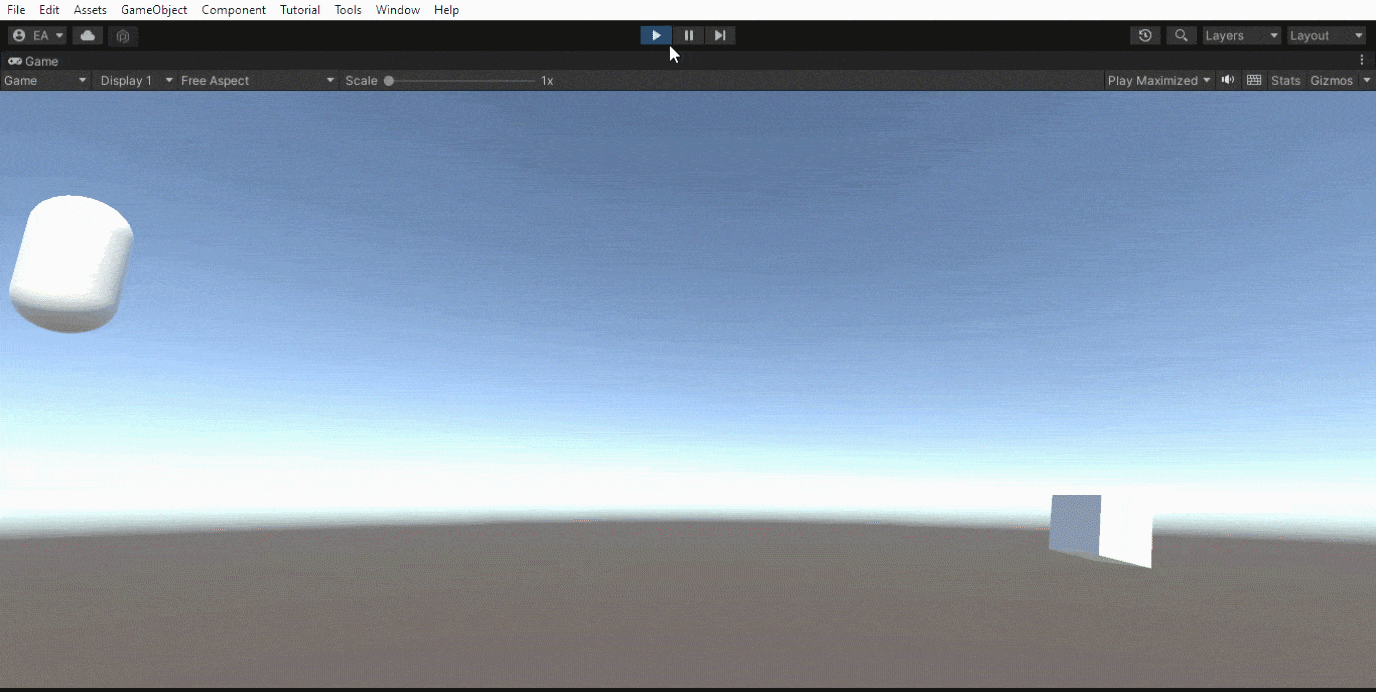 File Edit Assets GameObject Component Tutorial Tools Window Help
EA Layers Layout
Game
Game Display 1 Free Aspect Scale 1x Play Maximized Stats Gizmos